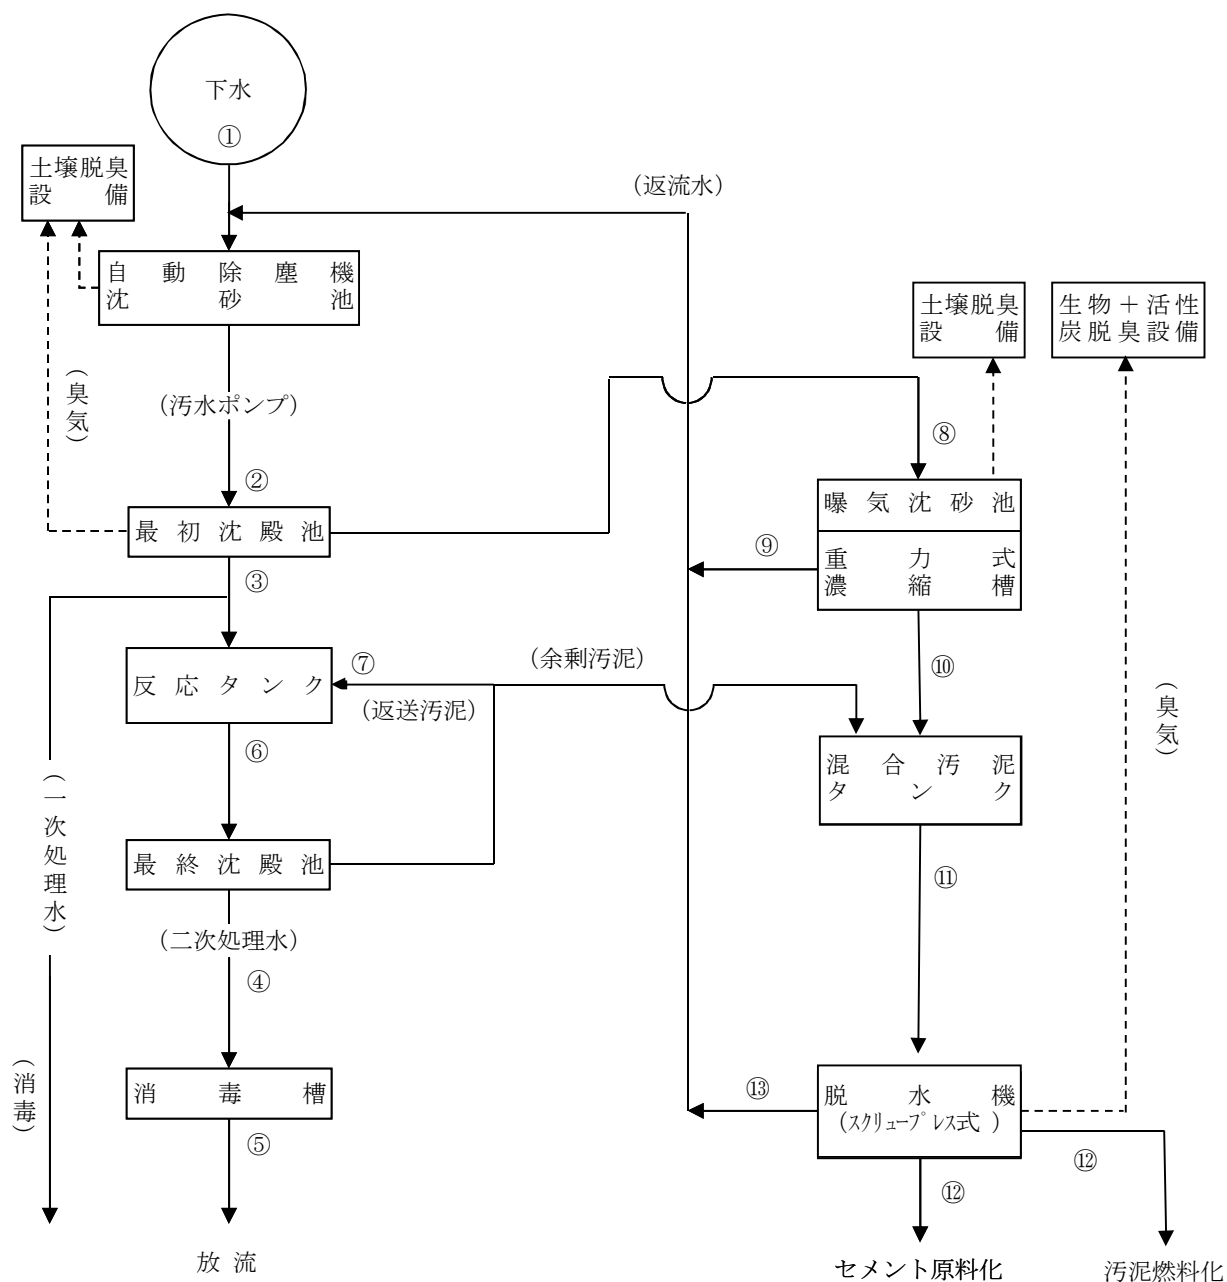 下水
①
土壌脱臭
設備
(返流水)
自動除塵機
沈砂池
土壌脱臭
設備
生物＋活性
炭脱臭設備
(臭気)
(汚水ポンプ)
⑧
②
最初沈殿池
曝気沈砂池
⑨
重力式
濃縮槽
③
(余剰汚泥)
⑦
⑩
反応タンク
(返送汚泥)
(臭気)
⑥
混合汚泥
タンク
(一次処理水)
最終沈殿池
⑪
(二次処理水)
④
(消毒)
消毒槽
⑬
脱水機
(スクリュープレス式)
⑤
⑫
⑫
放流
セメント原料化
汚泥燃料化